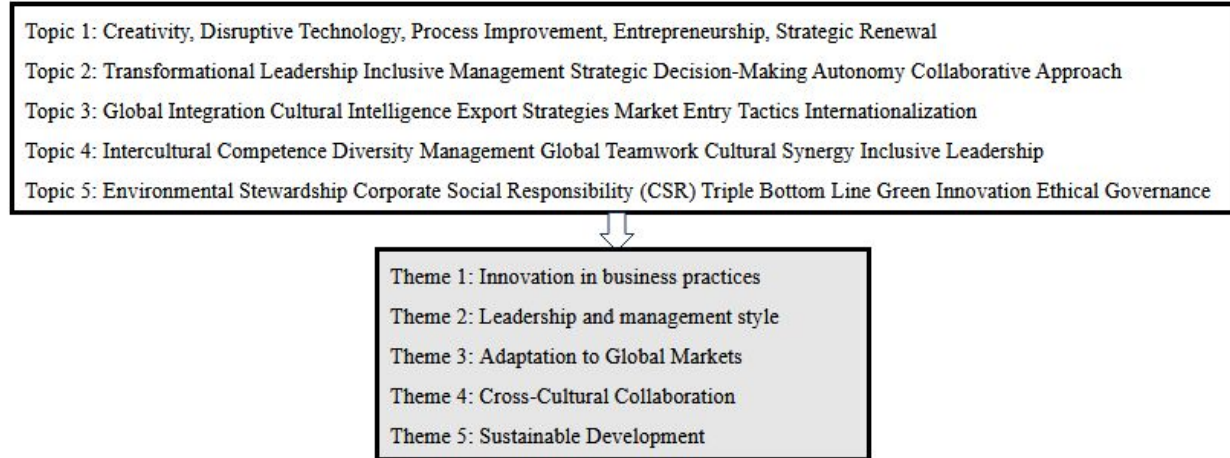 Topic 1: Creativity, Disruptive Technology, Process Improvement, Entrepreneurship, Strategic Renewal
Topic 2: Transformational Leadership Inclusive Management Strategic Decision-Making Autonomy Collaborative Approach
Topic 3: Global Integration Cultural Intelligence Export Strategies Market Entry Tactics Internationalization
Topic 4: Intercultural Competence Diversity Management Global Teamwork Cultural Synergy Inclusive Leadership
Topic 5: Environmental Stewardship Corporate Social Responsibility (CSR) Triple Bottom Line Green Innovation Ethical Governance
Theme 1: Innovation in business practices
Theme 2: Leadership and management style
Theme 3: Adaptation to Global Markets
Theme 4: Cross-Cultural Collaboration
Theme 5: Sustainable Development